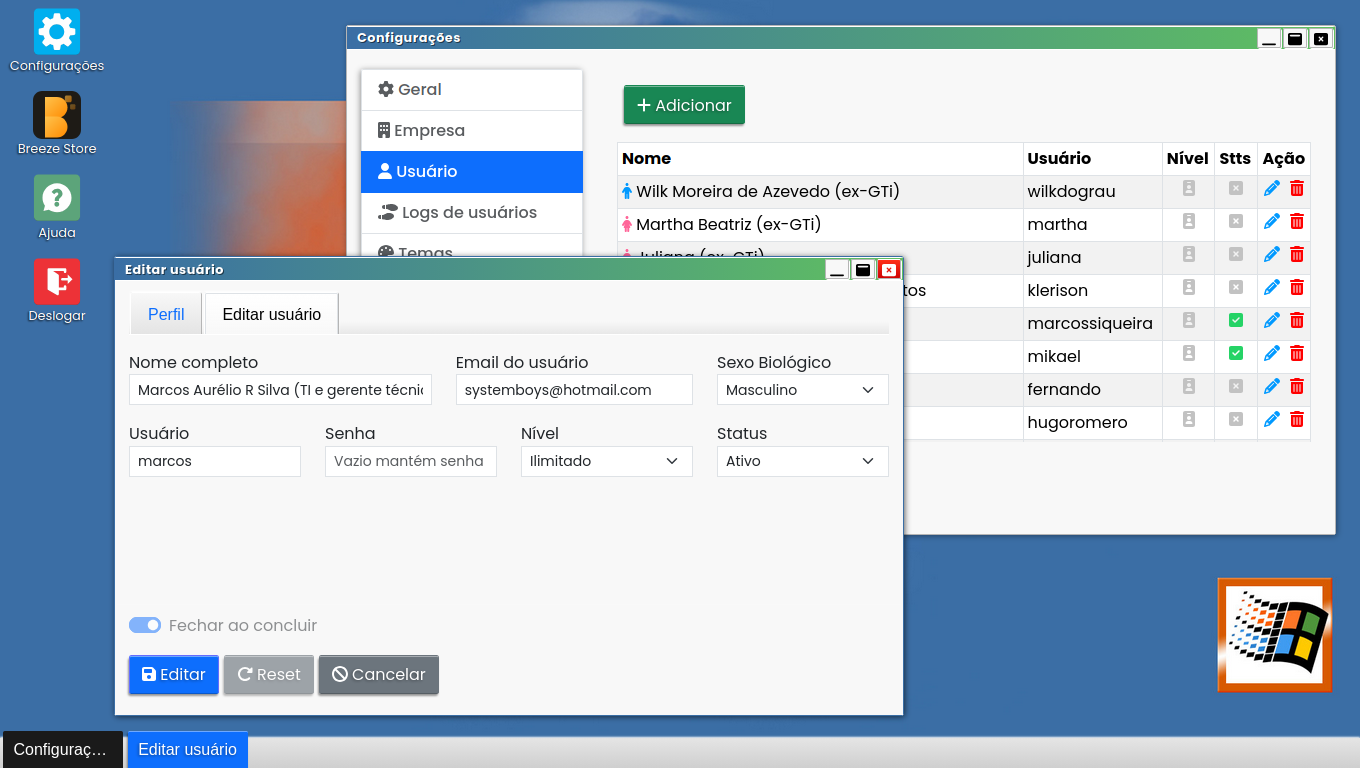 Configurações
Breeze Store
Ajuda
Deslogar
Configurações
Geral
Empresa
Usuário
Logs de usuários
Temas
Adicionar
Nome Usuário Nível Stts Ação
Wilk Moreira de Azevedo (ex-GTi) wilkdograu
Martha Beatriz (ex-GTi) martha
Juliana (ex-GTi) juliana
tos klerison
marcossiqueira
mikael
fernando
hugoromero
Editar usuário
Perfil Editar usuário
Nome completo Email do usuário Sexo Biológico
Marcos Aurélio R Silva (TI e gerente técnic systemboys@hotmail.com Masculino
Usuário Senha Nível Status
marcos Vazio mantém senha Ilimitado Ativo
Fechar ao concluir
Editar Reset Cancelar
Configuraç… Editar usuário